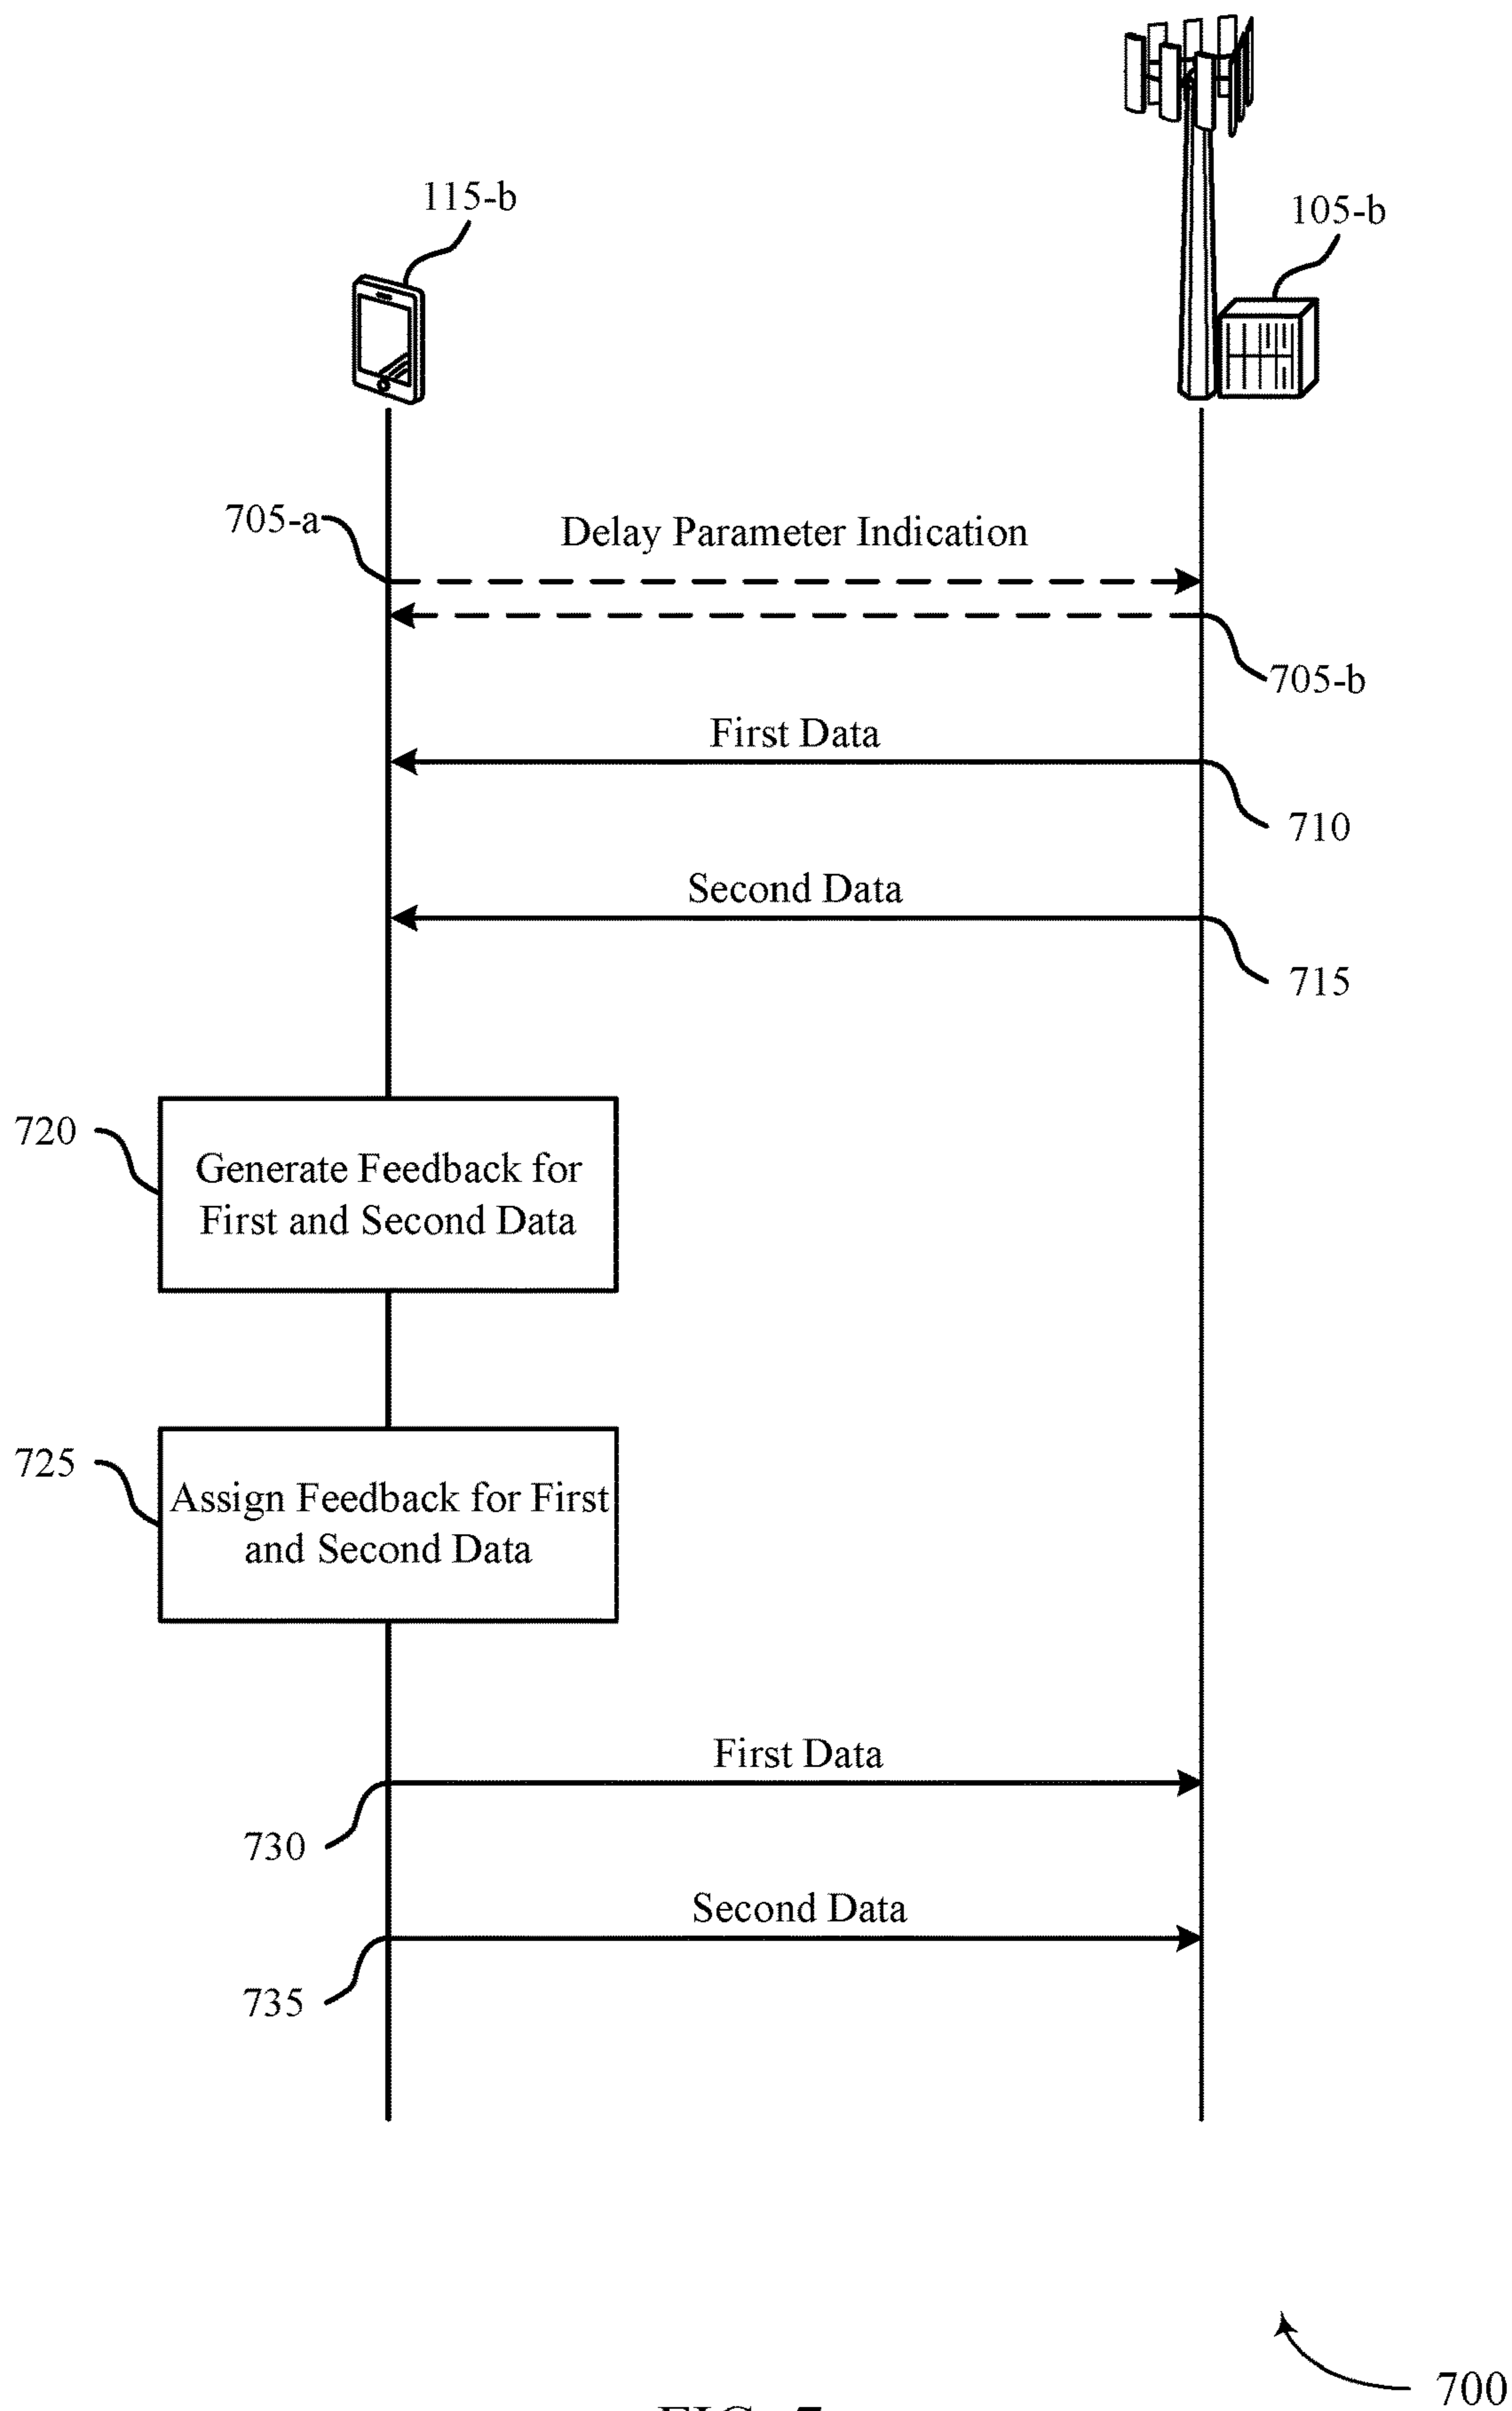 115-b
105-b
705-a
Delay Parameter Indication
705-b
First Data
710
Second Data
715
720
Generate Feedback for
First and Second Data
725
Assign Feedback for First
and Second Data
First Data
730
Second Data
735
700